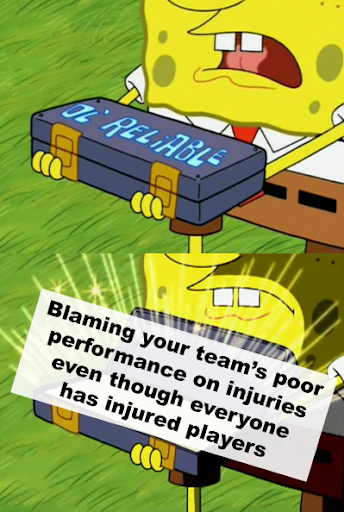 OL' RELIABLE
Blaming your team's poor
performance on injuries
even though everyone
has injured players